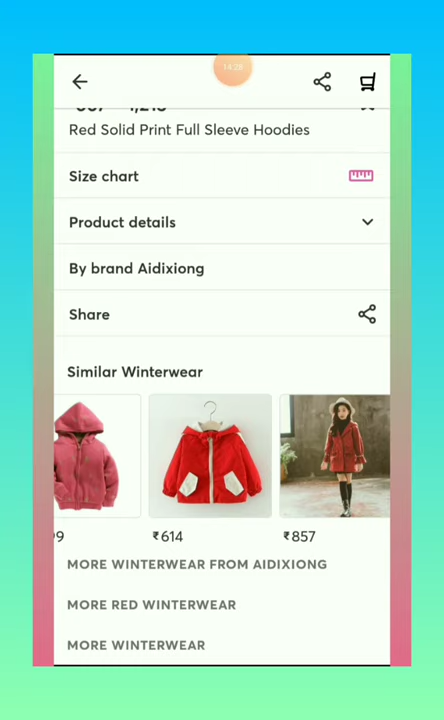 14:28
Red Solid Print Full Sleeve Hoodies
Size chart
Product details
By brand Aidixiong
Share
Similar Winterwear
9 ₹614 ₹857
MORE WINTERWEAR FROM AIDIXIONG
MORE RED WINTERWEAR
MORE WINTERWEAR